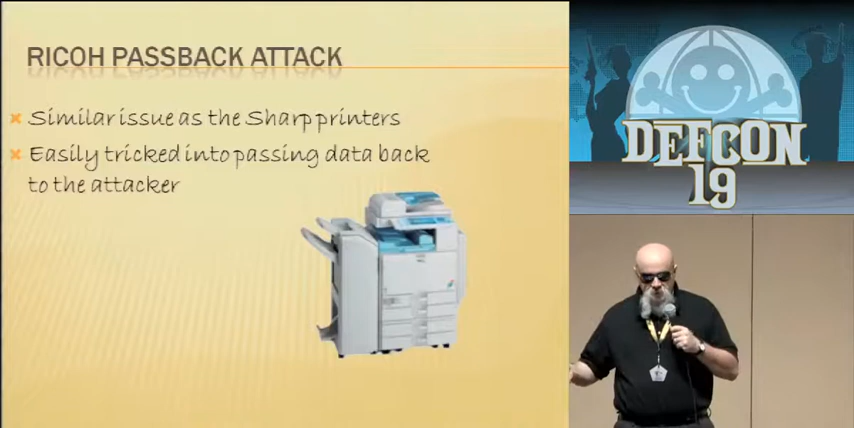 RICOH PASSBACK ATTACK
Similar issue as the Sharp printers
Easily tricked into passing data back
to the attacker
DEFCON
19